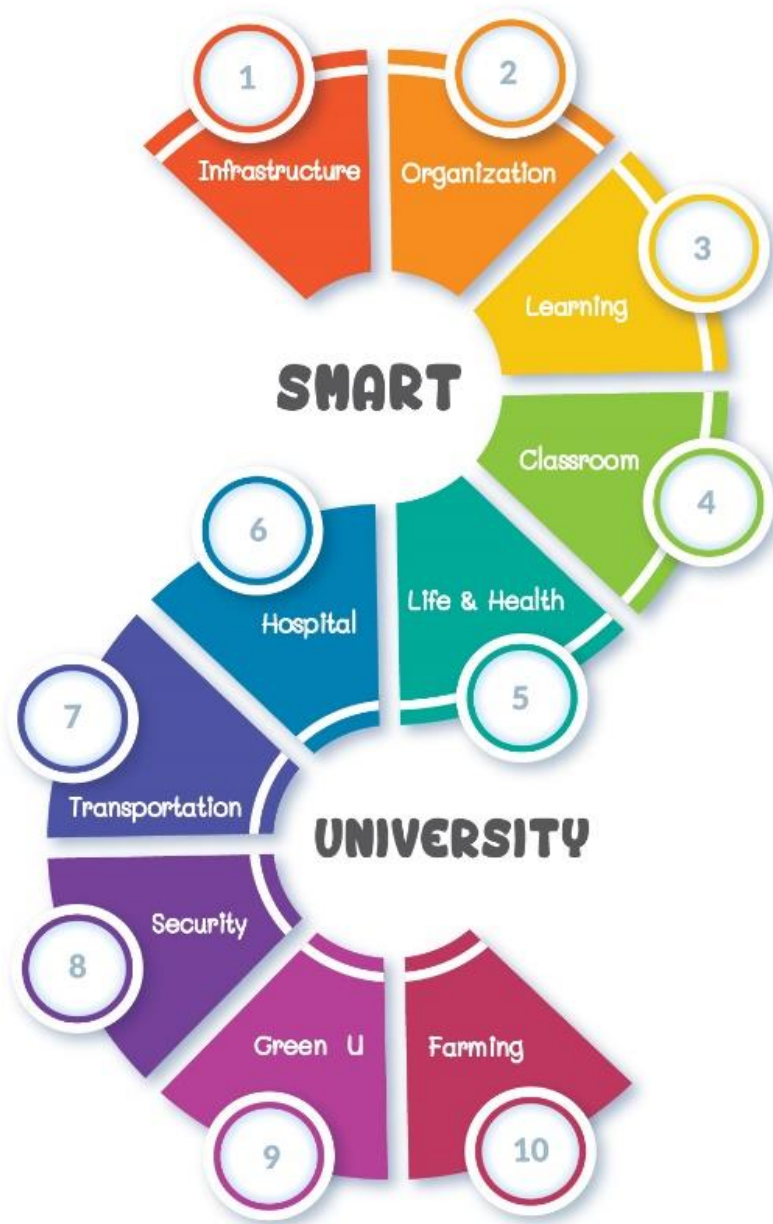 1
Infrastructure
2
Organization
3
Learning
SMART
4
Classroom
5
Life & Health
6
Hospital
7
Transportation
UNIVERSITY
8
Security
9
Green U
10
Farming